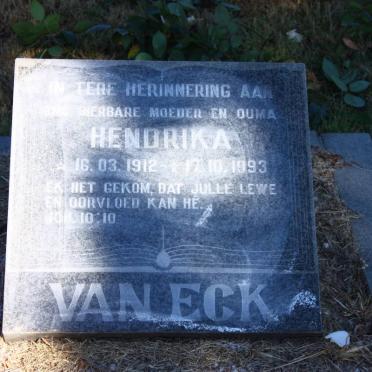 IN TERE HERINNERING AAN
ONS DIERBARE MOEDER EN OUMA
HENDRIKA
* 16.03.1912 - † 17.10.1993
EK HET GEKOM, DAT JULLE LEWE
EN OORVLOED KAN HÊ.
JOH. 10:10
VAN ECK